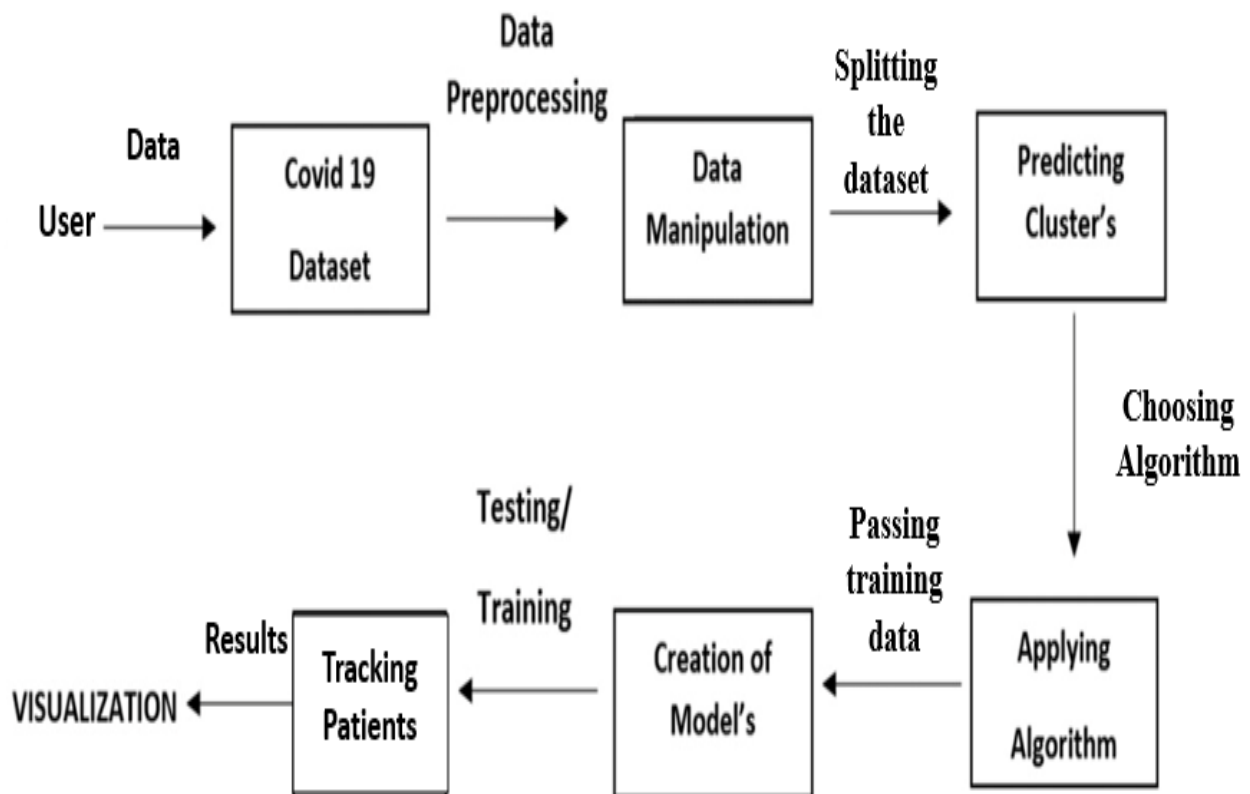 User
Data
Covid 19
Dataset
Data
Preprocessing
Data
Manipulation
Splitting
the
dataset
Predicting
Cluster's
Choosing
Algorithm
Applying
Algorithm
Passing
training
data
Creation of
Model's
Testing/
Training
Tracking
Patients
Results
VISUALIZATION